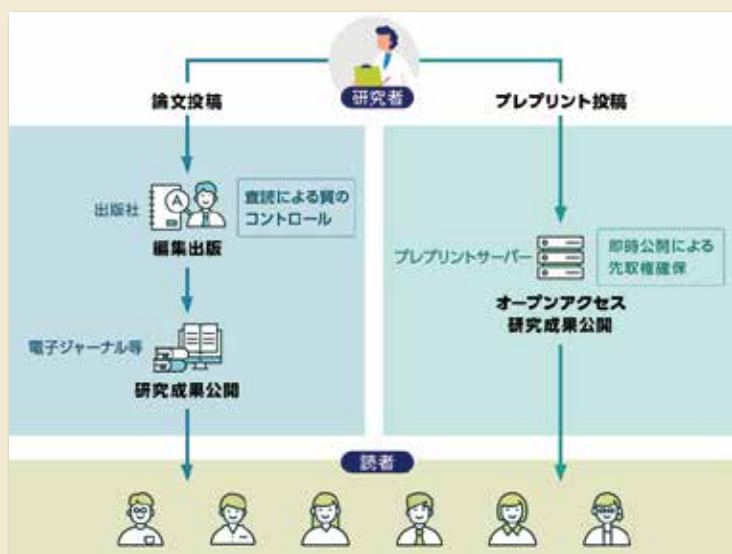 研究者
論文投稿
出版社
A
査読による質の
コントロール
編集出版
電子ジャーナル等
研究成果公開
プレプリント投稿
プレプリントサーバー
即時公開による
先取権確保
オープンアクセス
研究成果公開
読者